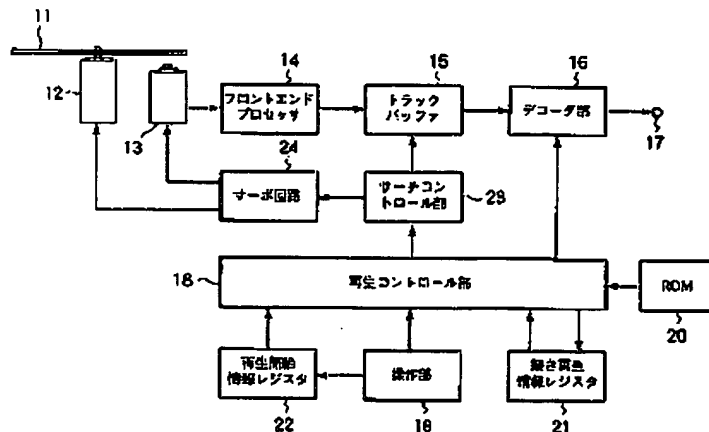 11
12
13
14
フロントエンド
プロセッサ
15
トラック
バッファ
16
デコーダ部
17
24
サーボ回路
サーチコン
トロール部
29
18
再生コントロール部
ROM
20
再生開始
情報レジスタ
22
操作部
18
続き再生
情報レジスタ
21